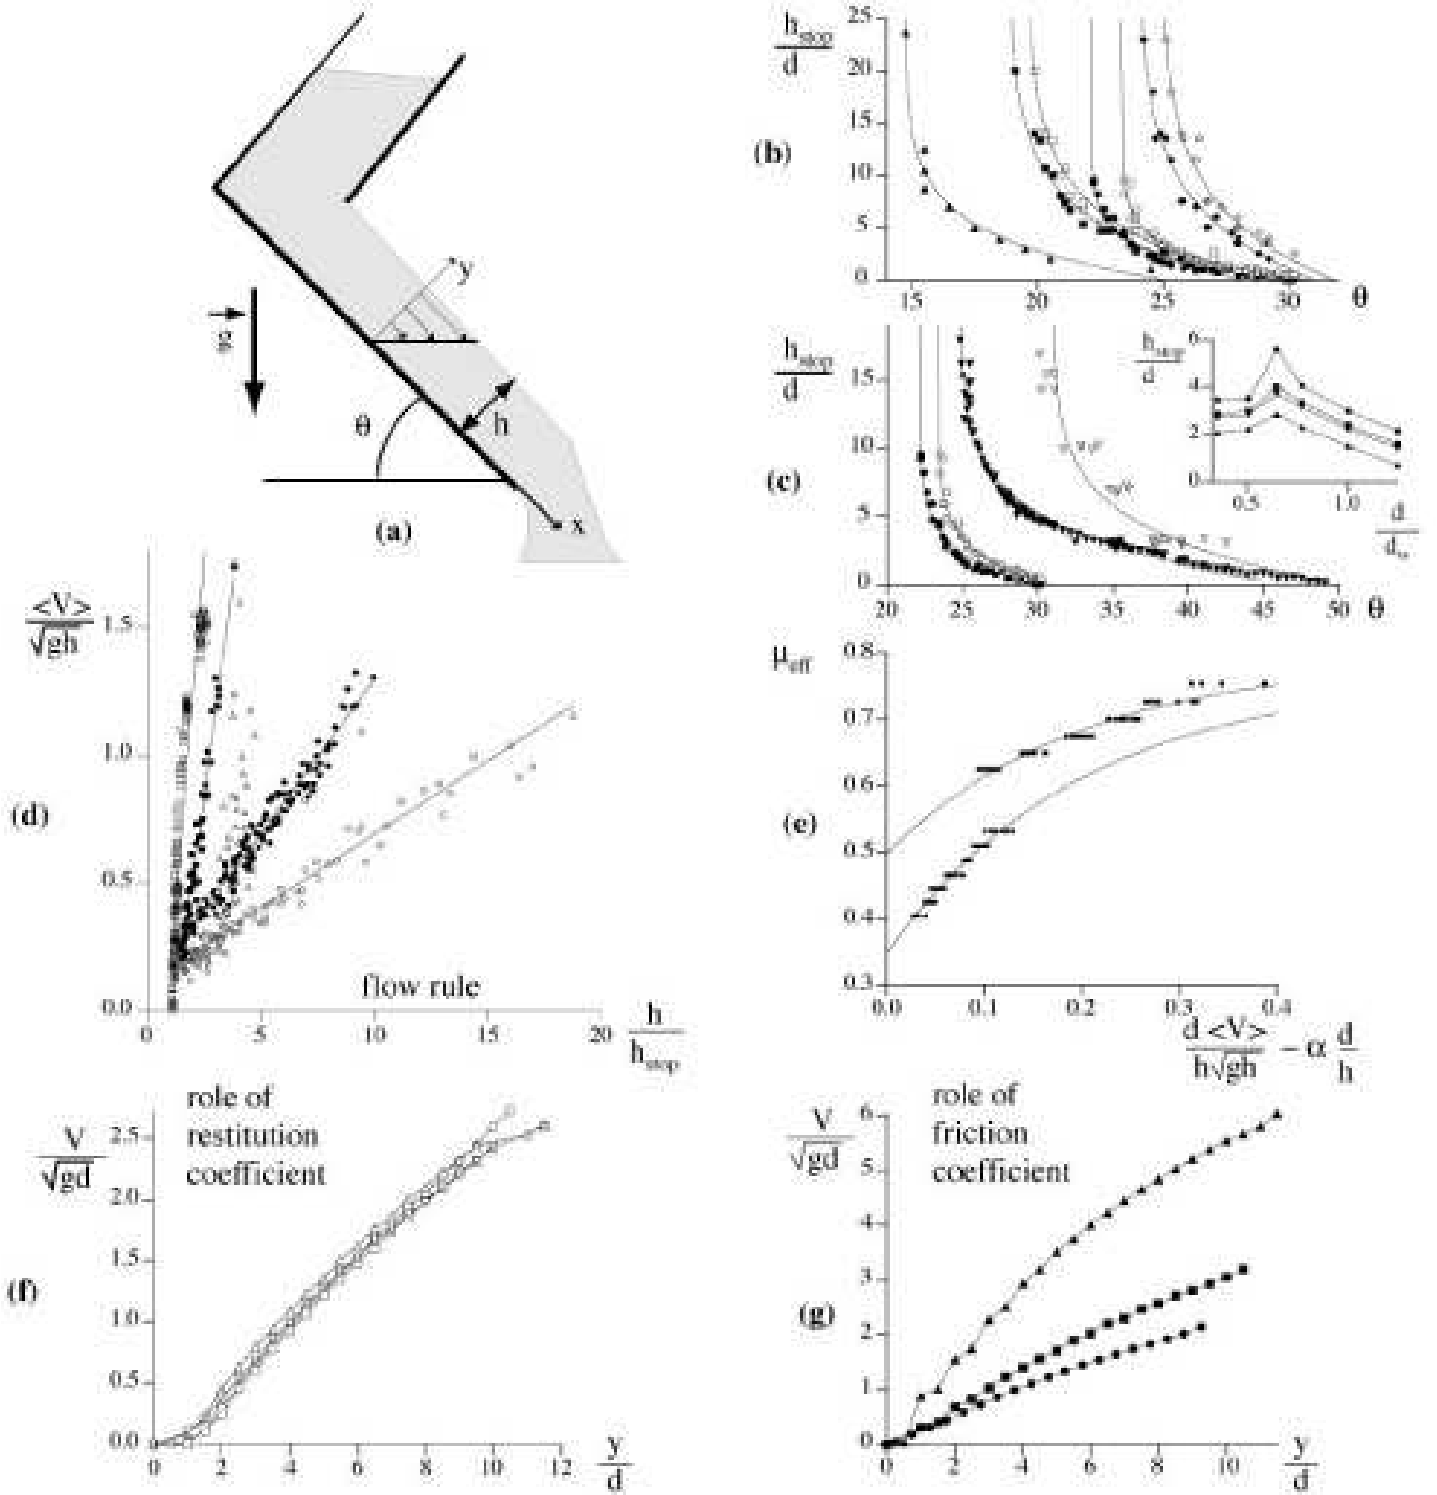 y
g
θ
h
x
(a)
h_stop
d
25
20
15
10
5
0
15 20 25 30 θ
(b)
h_stop
d
15
10
5
0
20 25 30 35 40 45 50 θ
(c)
h_stop
d
6
4
2
0
0.5 1.0
d
<V>
√gh
1.5
1.0
0.5
0.0
0 5 10 15 20
h
h_stop
flow rule
(d)
μ_eff
0.8
0.7
0.6
0.5
0.4
0.3
0.0 0.1 0.2 0.3 0.4
d <V>
h√gh
– α
d
h
(e)
role of
restitution
coefficient
V
√gd
2.5
2.0
1.5
1.0
0.5
0.0
0 2 4 6 8 10 12
y
d
(f)
role of
friction
coefficient
V
√gd
6
5
4
3
2
1
0
0 2 4 6 8 10
y
d
(g)